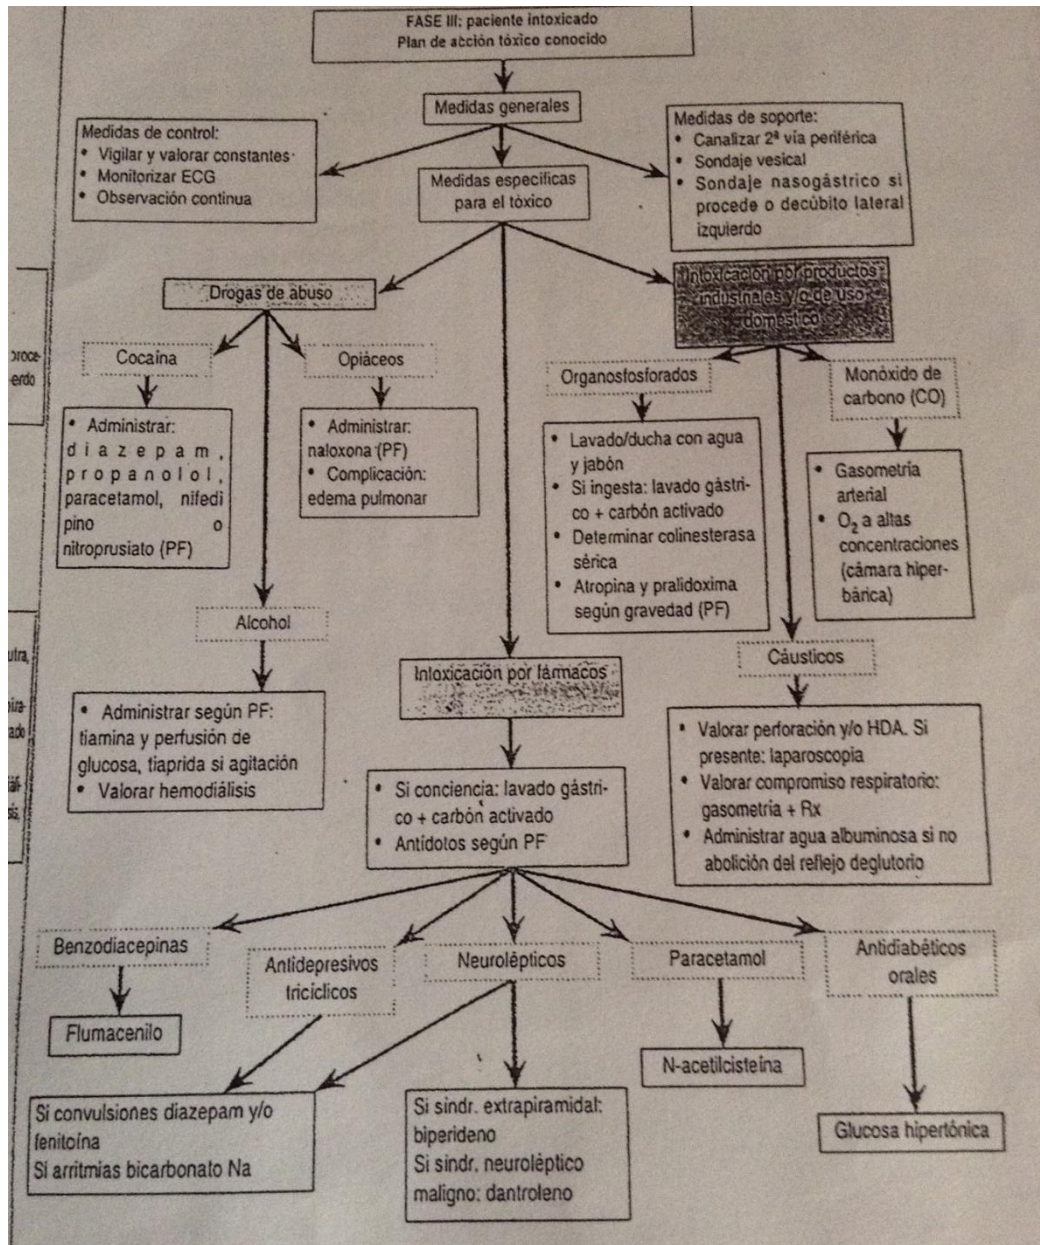 FASE III: paciente intoxicado
Plan de acción tóxico conocido
Medidas generales
Medidas de control:
• Vigilar y valorar constantes
• Monitorizar ECG
• Observación continua
Medidas específicas
para el tóxico
Medidas de soporte:
• Canalizar 2ª vía periférica
• Sondaje vesical
• Sondaje nasogástrico si
procede o decúbito lateral
izquierdo
Drogas de abuso
Intoxicación por productos
industriales y/o de uso
doméstico
Cocaína
• Administrar:
diazepam,
propanolol,
paracetamol, nifedi
pino o
nitroprusiato (PF)
Opiáceos
• Administrar:
naloxona (PF)
• Complicación:
edema pulmonar
Alcohol
• Administrar según PF:
tiamina y perfusión de
glucosa, tiaprida si agitación
• Valorar hemodiálisis
Organosfosforados
• Lavado/ducha con agua
y jabón
• Si ingesta: lavado gástri-
co + carbón activado
• Determinar colinesterasa
sérica
• Atropina y pralidoxima
según gravedad (PF)
Monóxido de
carbono (CO)
• Gasometría
arterial
• O₂ a altas
concentraciones
(cámara hiper-
bárica)
Cáusticos
• Valorar perforación y/o HDA. Si
presente: laparoscopia
• Valorar compromiso respiratorio:
gasometría + Rx
• Administrar agua albuminosa si no
abolición del reflejo deglutorio
Intoxicación por fármacos
• Si conciencia: lavado gástri-
co + carbón activado
• Antídotos según PF
Benzodiacepinas
Flumacenilo
Antidepresivos
tricíclicos
Neurolépticos
Si convulsiones diazepam y/o
fenitoína
Si arritmias bicarbonato Na
Si síndr. extrapiramidal:
biperideno
Si síndr. neuroléptico
maligno: dantroleno
Paracetamol
N-acetilcisteína
Antidiabéticos
orales
Glucosa hipertónica